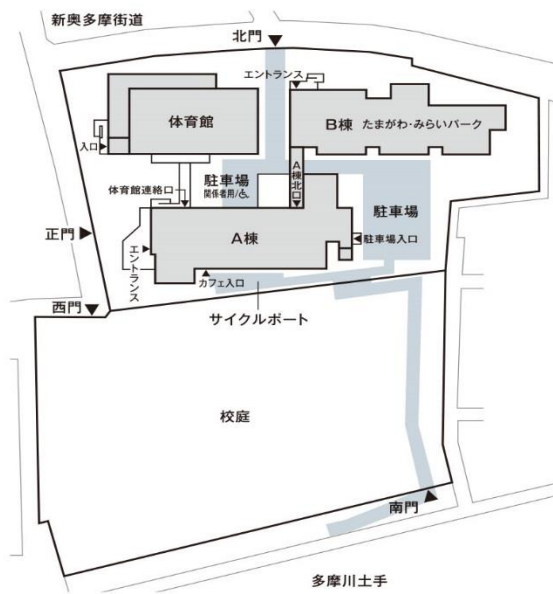 新奥多摩街道
北門
エントランス
体育館
B棟 たまがわ・みらいパーク
入口
A棟北口
体育館連絡口
駐車場
関係者用/♿
駐車場
正門
A棟
駐車場入口
エントランス
カフェ入口
西門
サイクルポート
校庭
南門
多摩川土手